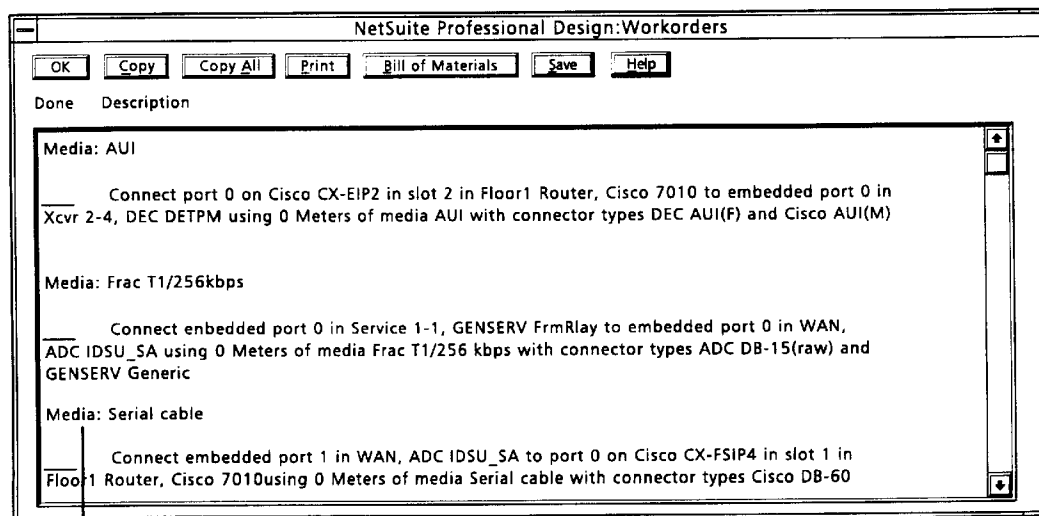 NetSuite Professional Design:Workorders
OK Copy Copy All Print Bill of Materials Save Help
Done Description
Media: AUI
___ Connect port 0 on Cisco CX-EIP2 in slot 2 in Floor1 Router, Cisco 7010 to embedded port 0 in
Xcvr 2-4, DEC DETPM using 0 Meters of media AUI with connector types DEC AUI(F) and Cisco AUI(M)
Media: Frac T1/256kbps
___ Connect enbedded port 0 in Service 1-1, GENSERV FrmRlay to embedded port 0 in WAN,
ADC IDSU_SA using 0 Meters of media Frac T1/256 kbps with connector types ADC DB-15(raw) and
GENSERV Generic
Media: Serial cable
___ Connect embedded port 1 in WAN, ADC IDSU_SA to port 0 on Cisco CX-FSIP4 in slot 1 in
Floor1 Router, Cisco 7010using 0 Meters of media Serial cable with connector types Cisco DB-60